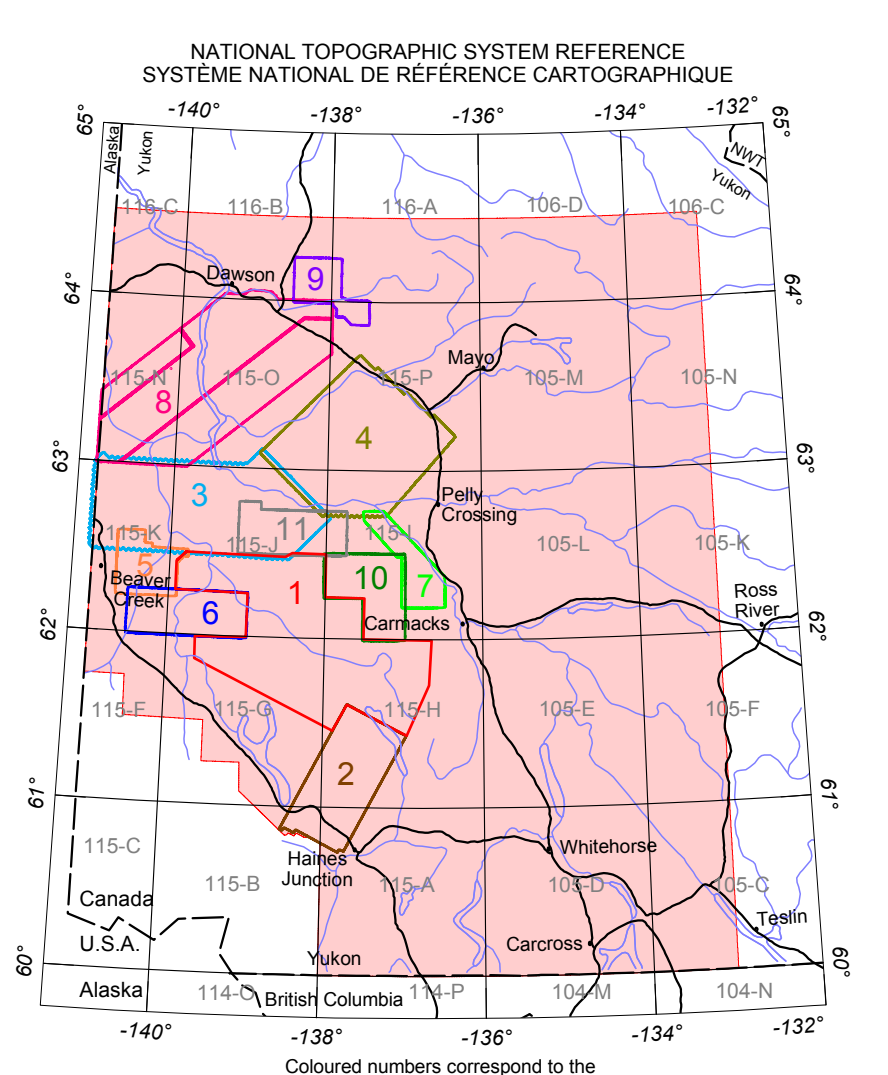 NATIONAL TOPOGRAPHIC SYSTEM REFERENCE
SYSTÈME NATIONAL DE RÉFÉRENCE CARTOGRAPHIQUE
-140°
-138°
-136°
-134°
-132°
65°
65°
Alaska
Yukon
NWT
Yukon
116-C
116-B
116-A
106-D
106-C
Dawson
9
64°
64°
Mayo
115-N
115-O
115-P
105-M
105-N
8
4
63°
63°
3
Pelly
Crossing
115-K
115-J
11
115-I
105-L
105-K
5
Beaver
Creek
1
10
7
Ross
River
6
Carmacks
62°
62°
115-F
115-G
115-H
105-E
105-F
2
61°
61°
115-C
Haines
Junction
Whitehorse
115-B
115-A
105-D
105-C
Canada
U.S.A.
Teslin
Carcross
Yukon
60°
60°
Alaska
114-O
British Columbia
114-P
104-M
104-N
-140°
-138°
-136°
-134°
-132°
Coloured numbers correspond to the